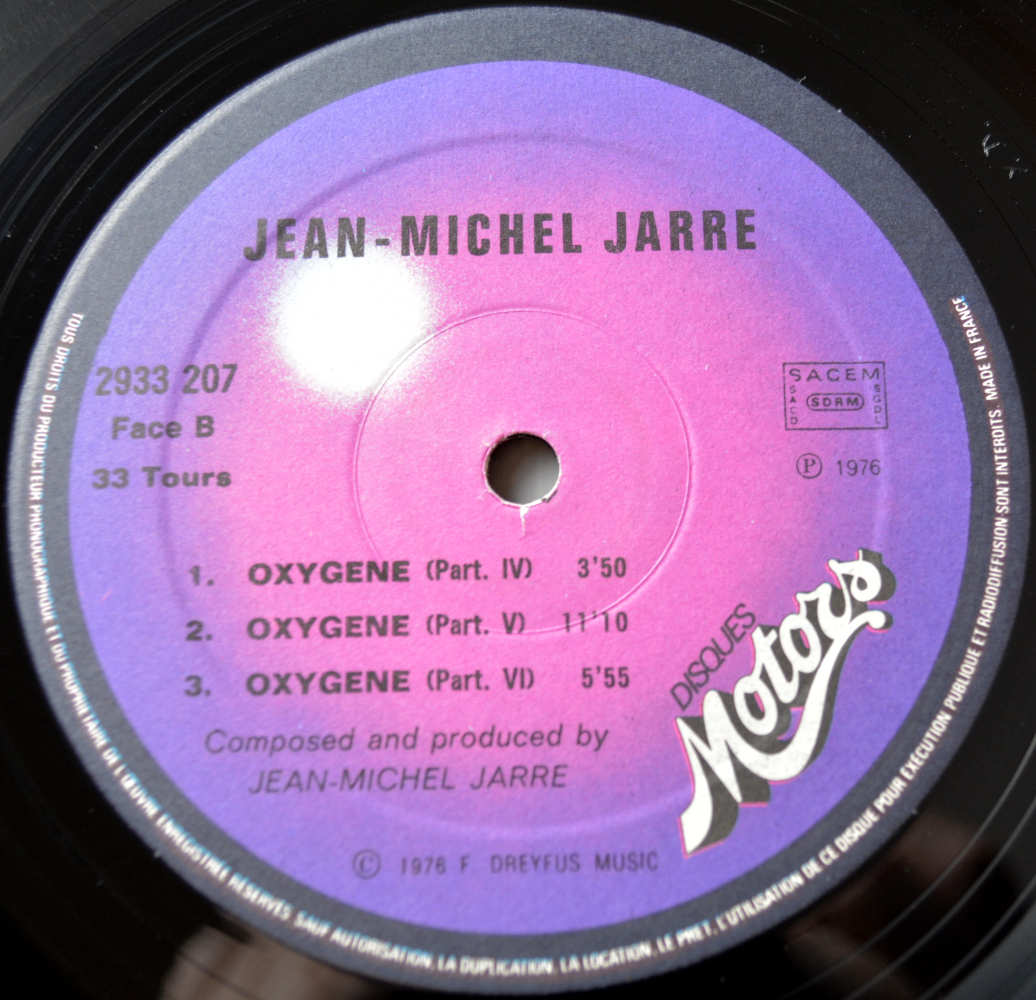 JEAN-MICHEL JARRE
2933 207
Face B
33 Tours
SACEM
SACD
SDRM
SGDL
Ⓟ 1976
1. OXYGENE (Part. IV) 3'50
2. OXYGENE (Part. V) 11'10
3. OXYGENE (Part. VI) 5'55
Composed and produced by
JEAN-MICHEL JARRE
DISQUES
Motors
© 1976 F. DREYFUS MUSIC
TOUS DROITS DU PRODUCTEUR PHONOGRAPHIQUE ET DU PROPRIETAIRE DE L'ŒUVRE ENREGISTREE RESERVES. SAUF AUTORISATION, LA DUPLICATION, LA LOCATION, LE PRET, L'UTILISATION DE CE DISQUE POUR EXECUTION PUBLIQUE ET RADIODIFFUSION SONT INTERDITS. MADE IN FRANCE